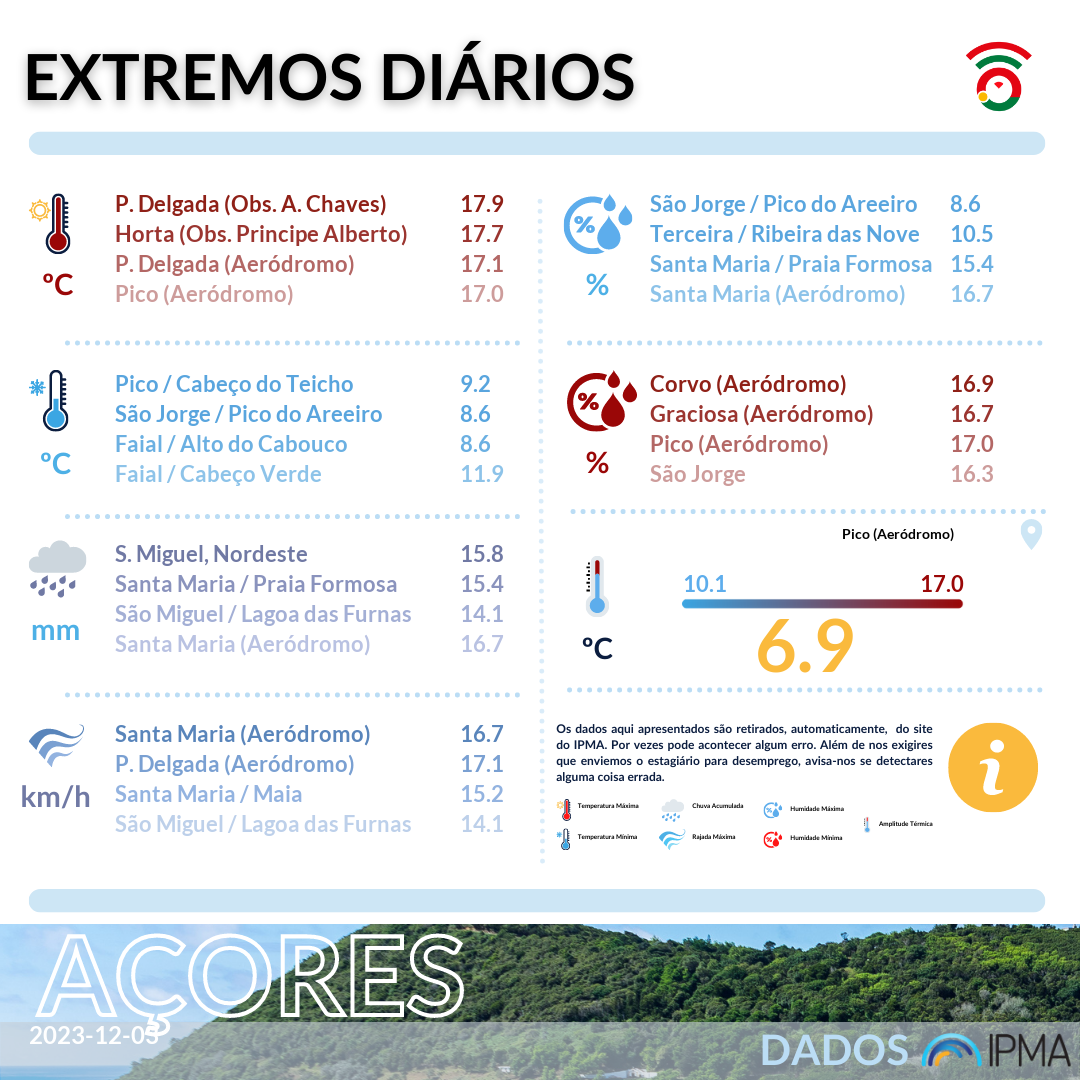 EXTREMOS DIÁRIOS
P. Delgada (Obs. A. Chaves) 17.9
Horta (Obs. Principe Alberto) 17.7
P. Delgada (Aeródromo) 17.1
Pico (Aeródromo) 17.0
ºC
Pico / Cabeço do Teicho 9.2
São Jorge / Pico do Areeiro 8.6
Faial / Alto do Cabouco 8.6
Faial / Cabeço Verde 11.9
ºC
S. Miguel, Nordeste 15.8
Santa Maria / Praia Formosa 15.4
São Miguel / Lagoa das Furnas 14.1
Santa Maria (Aeródromo) 16.7
mm
Santa Maria (Aeródromo) 16.7
P. Delgada (Aeródromo) 17.1
Santa Maria / Maia 15.2
São Miguel / Lagoa das Furnas 14.1
km/h
São Jorge / Pico do Areeiro 8.6
Terceira / Ribeira das Nove 10.5
Santa Maria / Praia Formosa 15.4
Santa Maria (Aeródromo) 16.7
%
%
Corvo (Aeródromo) 16.9
Graciosa (Aeródromo) 16.7
Pico (Aeródromo) 17.0
São Jorge 16.3
%
%
Pico (Aeródromo)
10.1 17.0
6.9
ºC
Os dados aqui apresentados são retirados, automaticamente, do site
do IPMA. Por vezes pode acontecer algum erro. Além de nos exigires
que enviemos o estagiário para desemprego, avisa-nos se detectares
alguma coisa errada.
i
Temperatura Máxima
Chuva Acumulada
Humidade Máxima
Amplitude Térmica
Temperatura Mínima
Rajada Máxima
Humidade Mínima
AÇORES
2023-12-05
DADOS IPMA